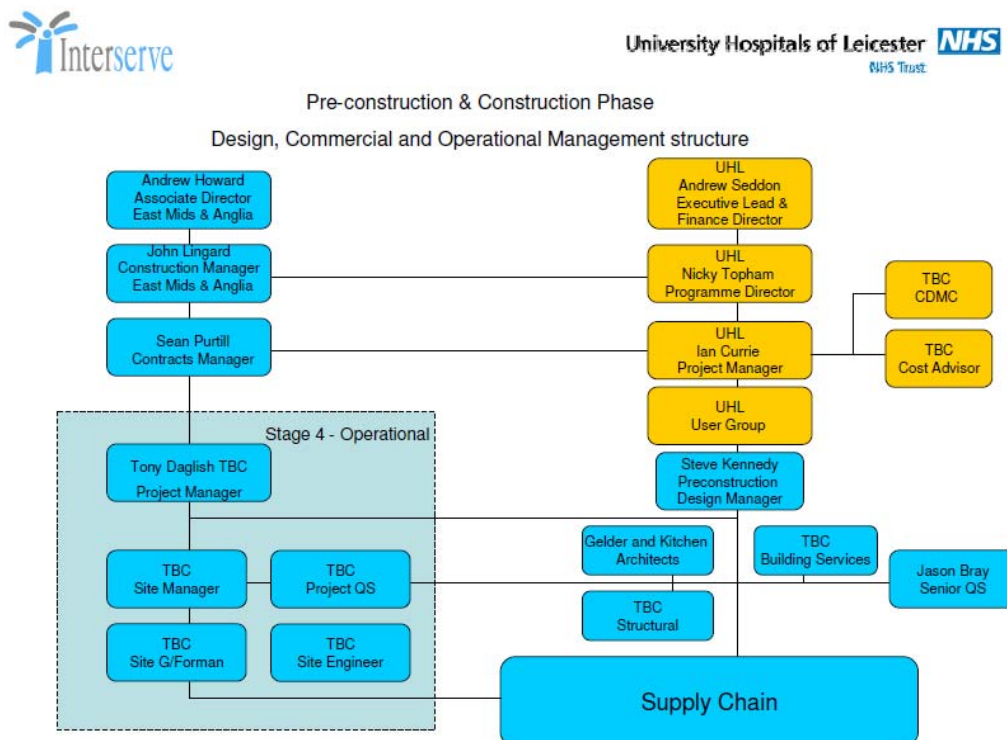 Interserve
University Hospitals of Leicester NHS
NHS Trust
Pre-construction & Construction Phase
Design, Commercial and Operational Management structure
Andrew Howard
Associate Director
East Mids & Anglia
UHL
Andrew Seddon
Executive Lead &
Finance Director
John Lingard
Construction Manager
East Mids & Anglia
UHL
Nicky Topham
Programme Director
TBC
CDMC
Sean Purtill
Contracts Manager
UHL
Ian Currie
Project Manager
TBC
Cost Advisor
UHL
User Group
Stage 4 - Operational
Tony Daglish TBC
Project Manager
Steve Kennedy
Preconstruction
Design Manager
Gelder and Kitchen
Architects
TBC
Building Services
TBC
Site Manager
TBC
Project QS
Jason Bray
Senior QS
TBC
Structural
TBC
Site G/Forman
TBC
Site Engineer
Supply Chain